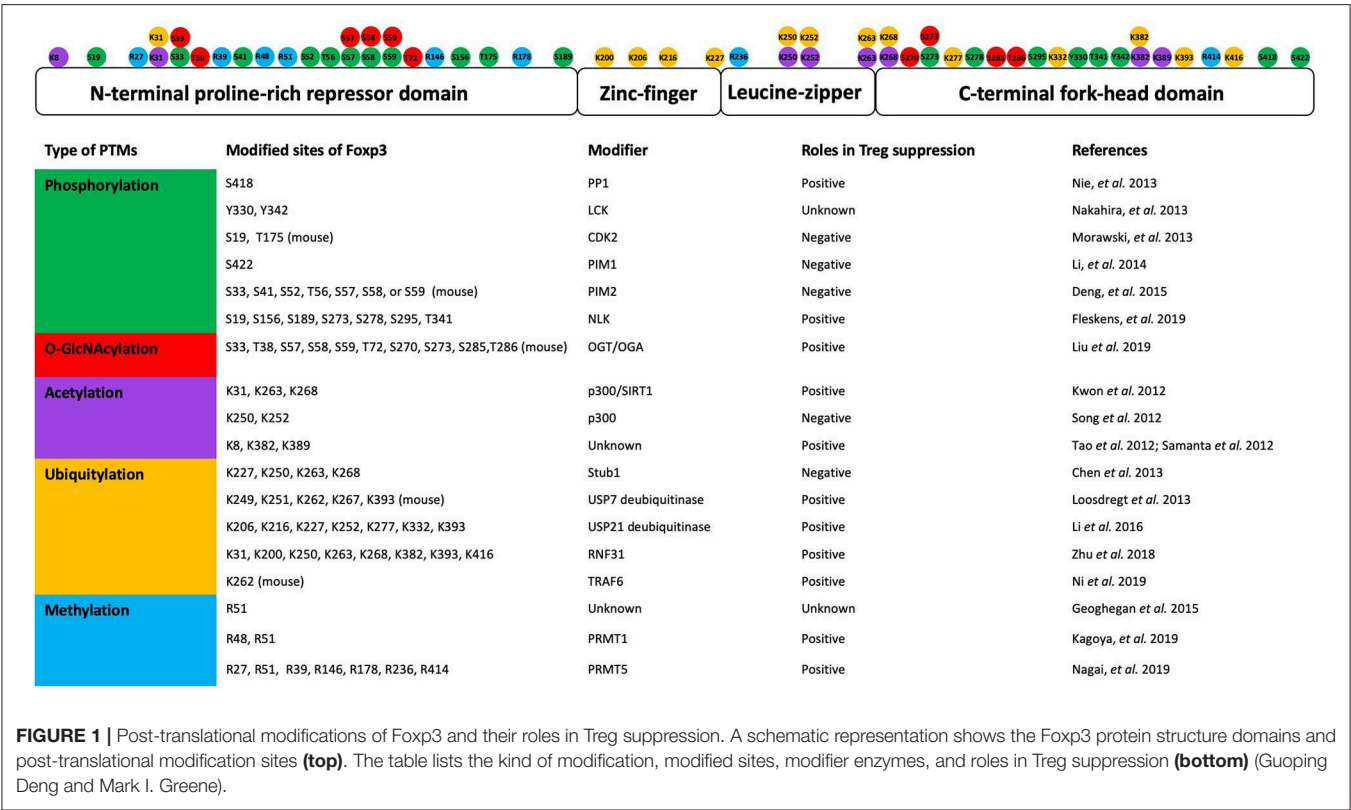 K31 S33 S57 S58 S59 K250 K252 K263 K268 S273 K382
K8 S19 R27 K31 S33 T38 R39 S41 R48 R51 S52 T56 S57 S58 S59 T72 R146 S156 T175 R178 S189 K200 K206 K216 K227 R236 K250 K252 K263 K268 S270 S273 K277 S278 S285 T286 S295 K332 Y330 T341 Y342 K382 K389 K393 R414 K416 S418 S422
N-terminal proline-rich repressor domain Zinc-finger Leucine-zipper C-terminal fork-head domain
Type of PTMs Modified sites of Foxp3 Modifier Roles in Treg suppression References
Phosphorylation S418 PP1 Positive Nie, et al. 2013
Y330, Y342 LCK Unknown Nakahira, et al. 2013
S19, T175 (mouse) CDK2 Negative Morawski, et al. 2013
S422 PIM1 Negative Li, et al. 2014
S33, S41, S52, T56, S57, S58, or S59 (mouse) PIM2 Negative Deng, et al. 2015
S19, S156, S189, S273, S278, S295, T341 NLK Positive Fleskens, et al. 2019
O-GlcNAcylation S33, T38, S57, S58, S59, T72, S270, S273, S285,T286 (mouse) OGT/OGA Positive Liu et al. 2019
Acetylation K31, K263, K268 p300/SIRT1 Positive Kwon et al. 2012
K250, K252 p300 Negative Song et al. 2012
K8, K382, K389 Unknown Positive Tao et al. 2012; Samanta et al. 2012
Ubiquitylation K227, K250, K263, K268 Stub1 Negative Chen et al. 2013
K249, K251, K262, K267, K393 (mouse) USP7 deubiquitinase Positive Loosdregt et al. 2013
K206, K216, K227, K252, K277, K332, K393 USP21 deubiquitinase Positive Li et al. 2016
K31, K200, K250, K263, K268, K382, K393, K416 RNF31 Positive Zhu et al. 2018
K262 (mouse) TRAF6 Positive Ni et al. 2019
Methylation R51 Unknown Unknown Geoghegan et al. 2015
R48, R51 PRMT1 Positive Kagoya, et al. 2019
R27, R51, R39, R146, R178, R236, R414 PRMT5 Positive Nagai, et al. 2019
FIGURE 1 | Post-translational modifications of Foxp3 and their roles in Treg suppression. A schematic representation shows the Foxp3 protein structure domains and
post-translational modification sites (top). The table lists the kind of modification, modified sites, modifier enzymes, and roles in Treg suppression (bottom) (Guoping
Deng and Mark I. Greene).